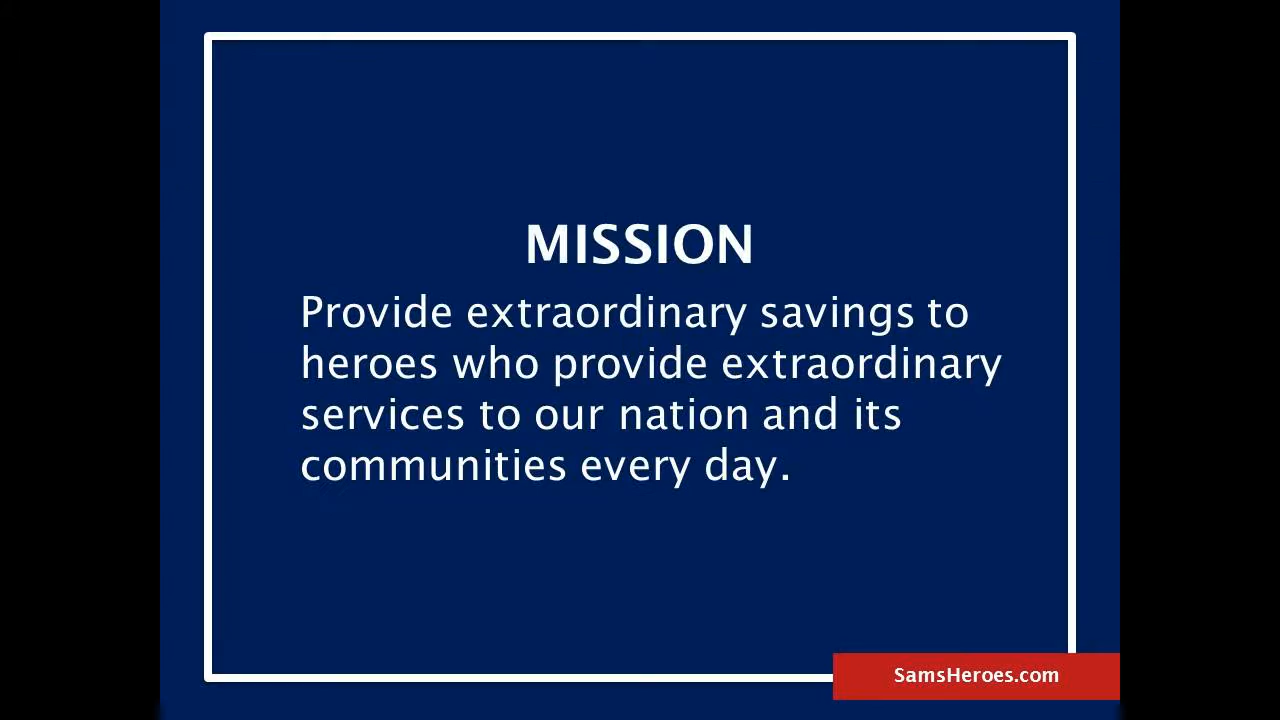 MISSION
Provide extraordinary savings to
heroes who provide extraordinary
services to our nation and its
communities every day.
SamsHeroes.com